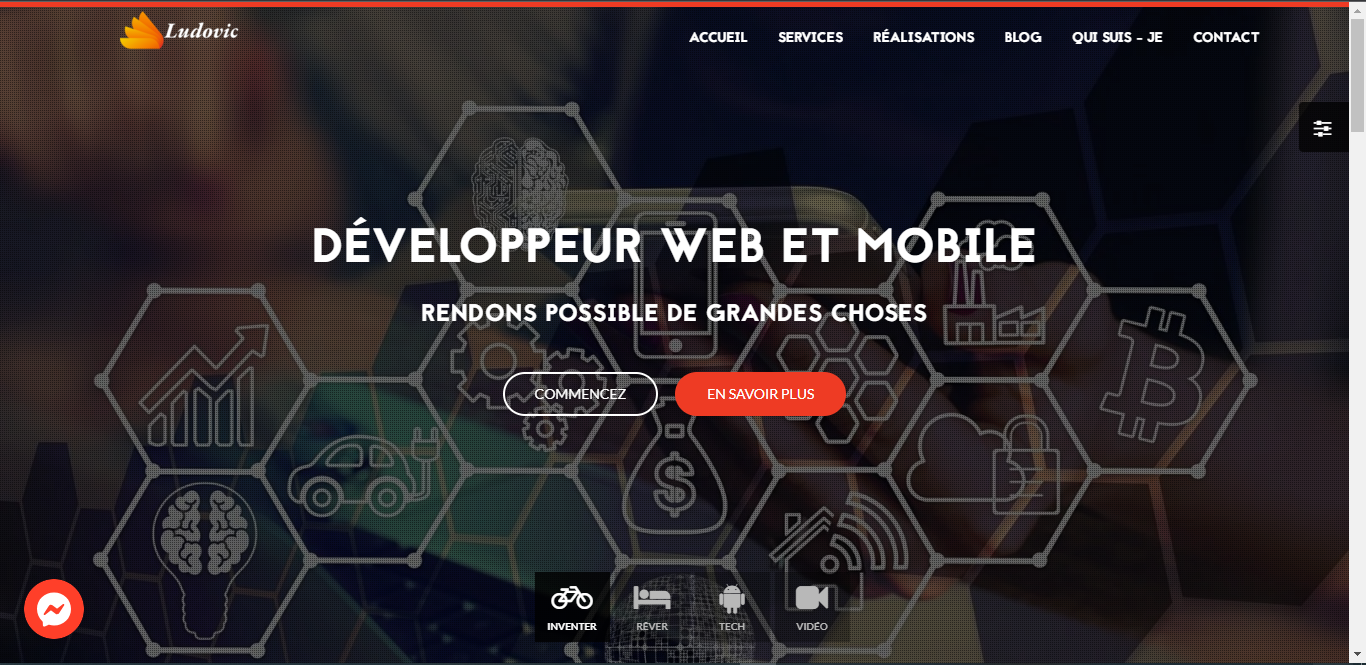 Ludovic
ACCUEIL SERVICES RÉALISATIONS BLOG QUI SUIS - JE CONTACT
DÉVELOPPEUR WEB ET MOBILE
RENDONS POSSIBLE DE GRANDES CHOSES
COMMENCEZ EN SAVOIR PLUS
INVENTER RÊVER TECH VIDÉO